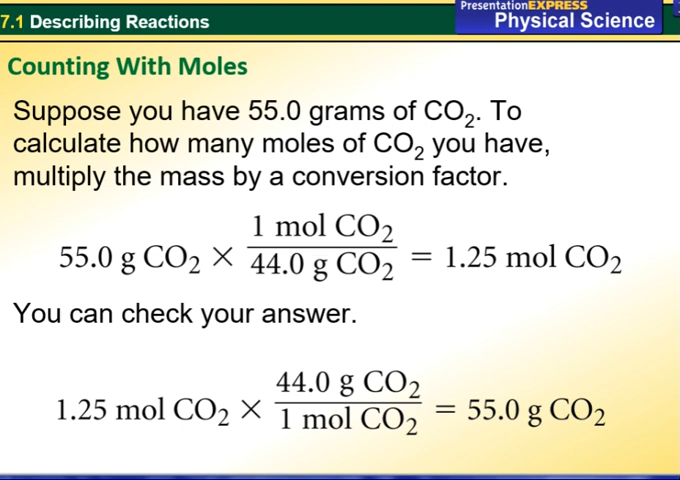 7.1 Describing Reactions
PresentationEXPRESS
Physical Science
Counting With Moles
Suppose you have 55.0 grams of CO₂. To
calculate how many moles of CO₂ you have,
multiply the mass by a conversion factor.
1 mol CO₂
55.0 g CO₂ × 44.0 g CO₂ = 1.25 mol CO₂
You can check your answer.
44.0 g CO₂
1.25 mol CO₂ × 1 mol CO₂ = 55.0 g CO₂